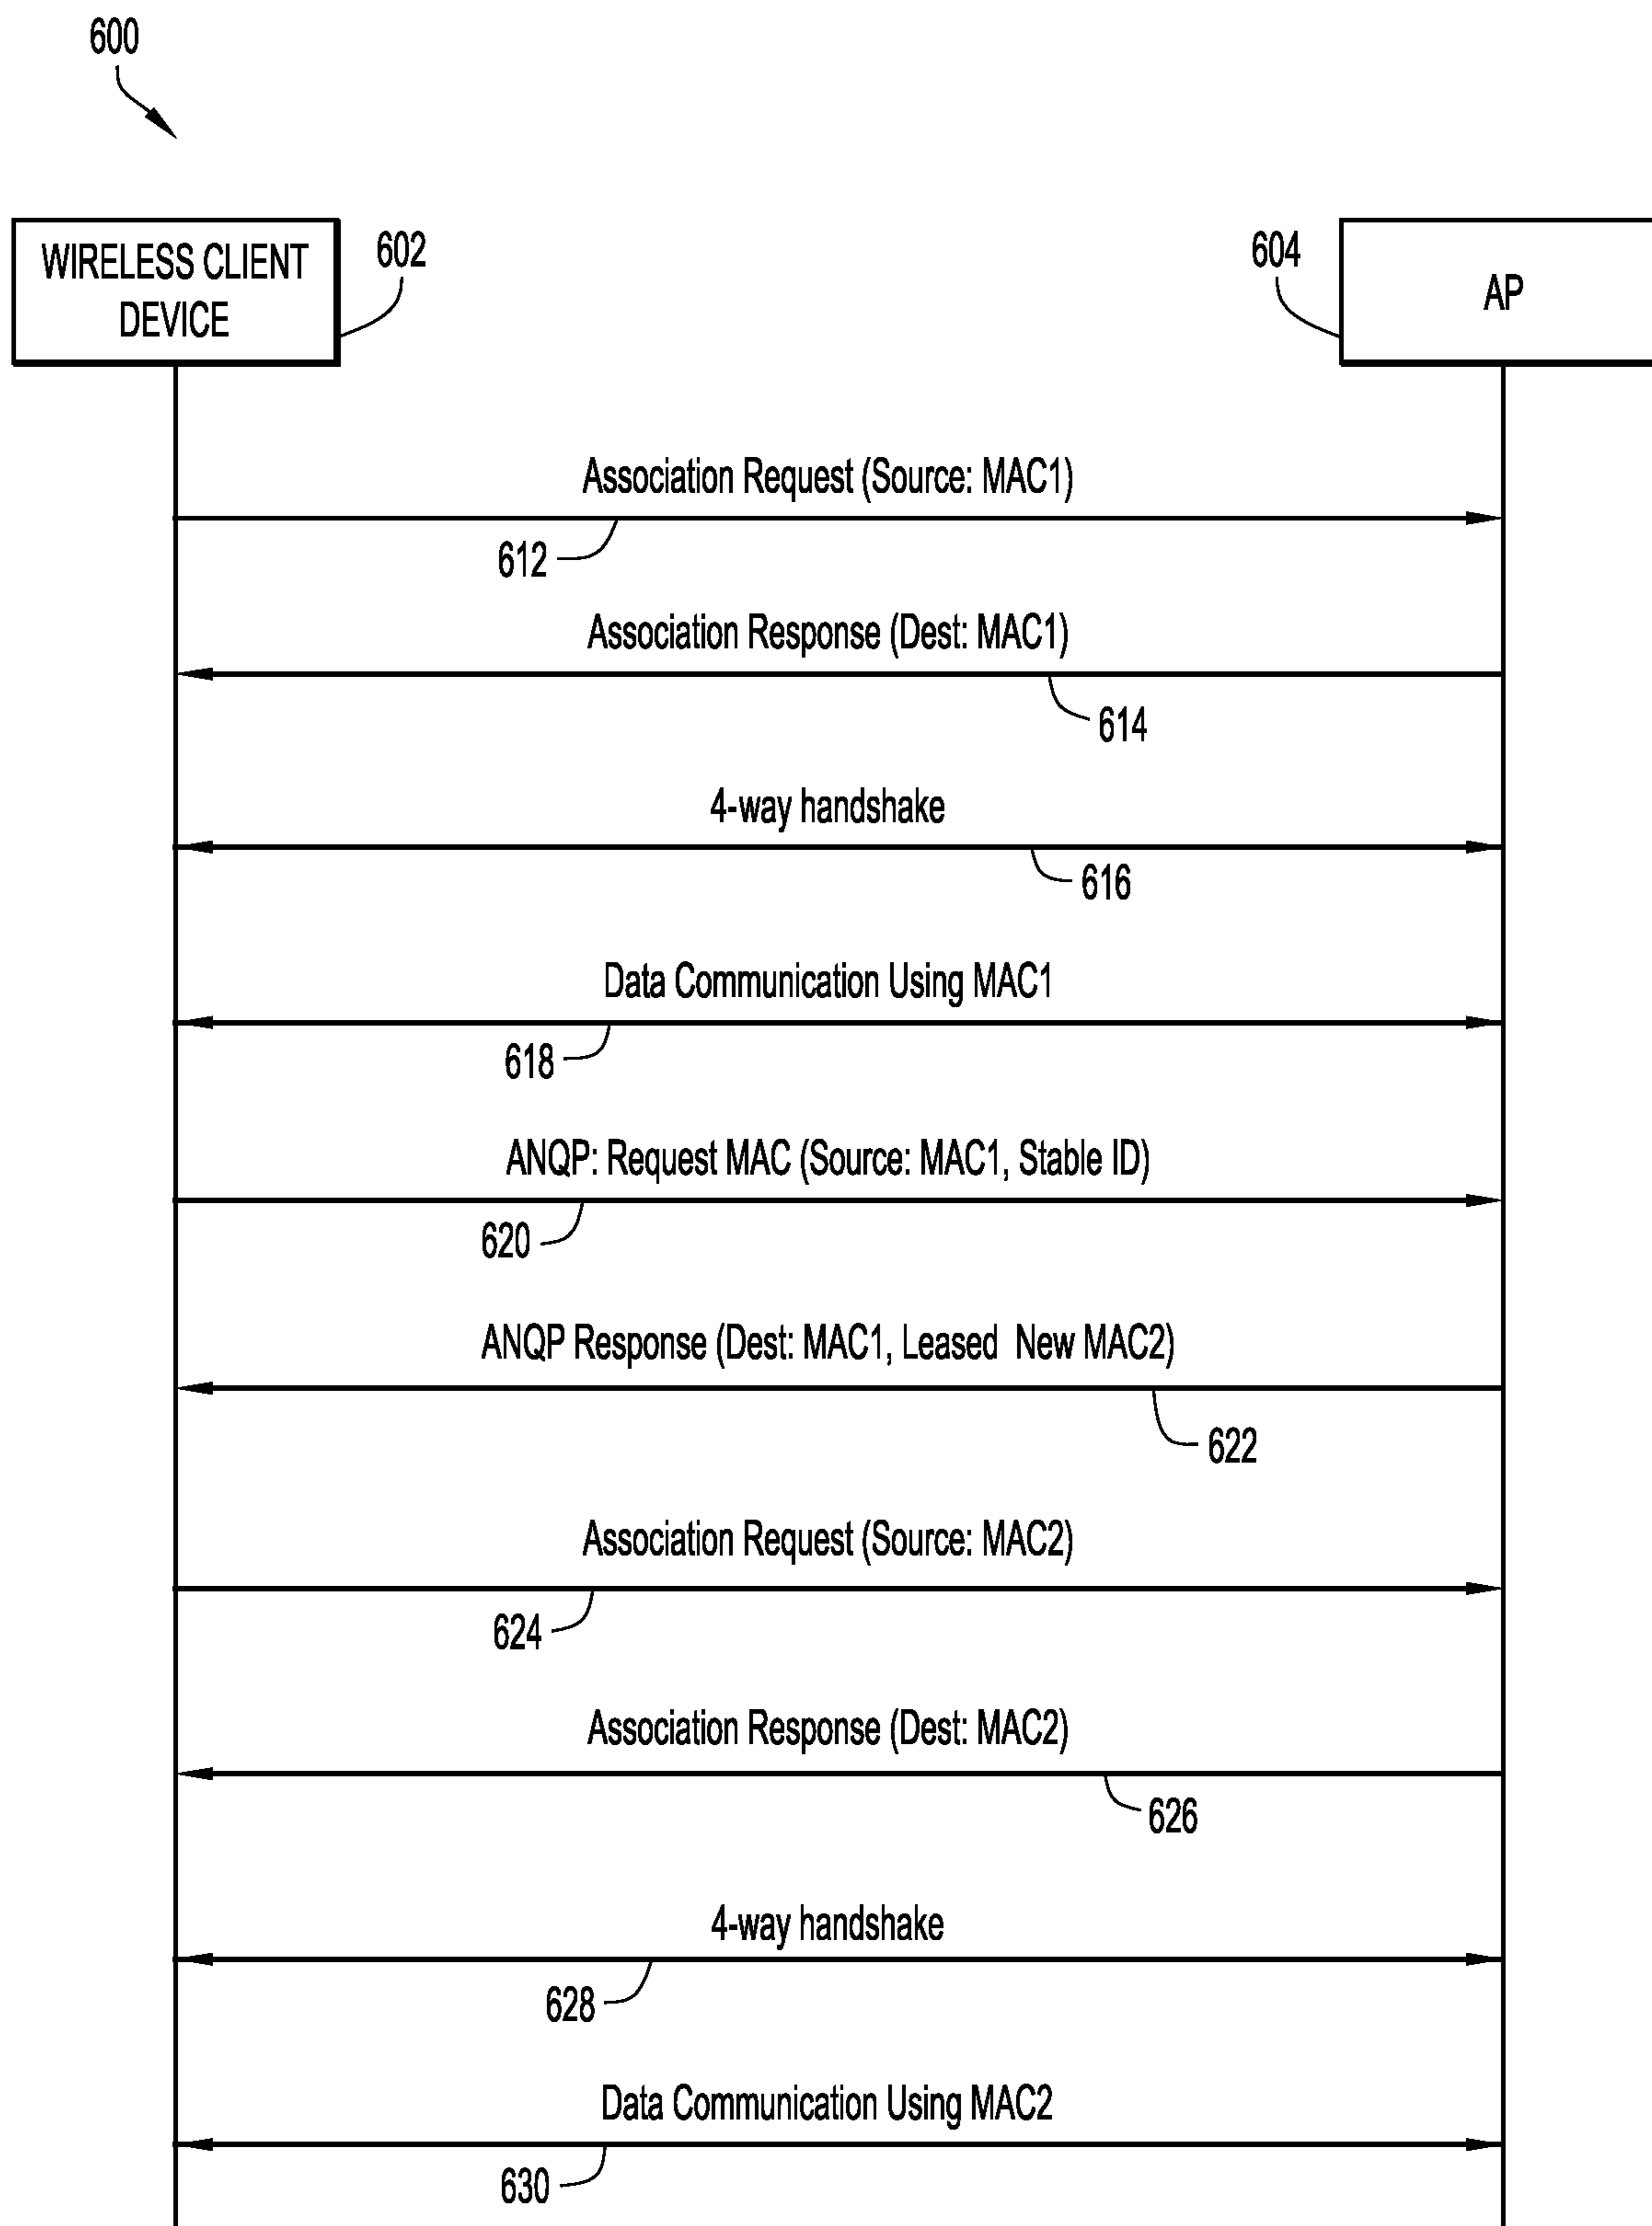 600
WIRELESS CLIENT
DEVICE
602
604
AP
Association Request (Source: MAC1)
612
Association Response (Dest: MAC1)
614
4-way handshake
616
Data Communication Using MAC1
618
ANQP: Request MAC (Source: MAC1, Stable ID)
620
ANQP Response (Dest: MAC1, Leased New MAC2)
622
Association Request (Source: MAC2)
624
Association Response (Dest: MAC2)
626
4-way handshake
628
Data Communication Using MAC2
630